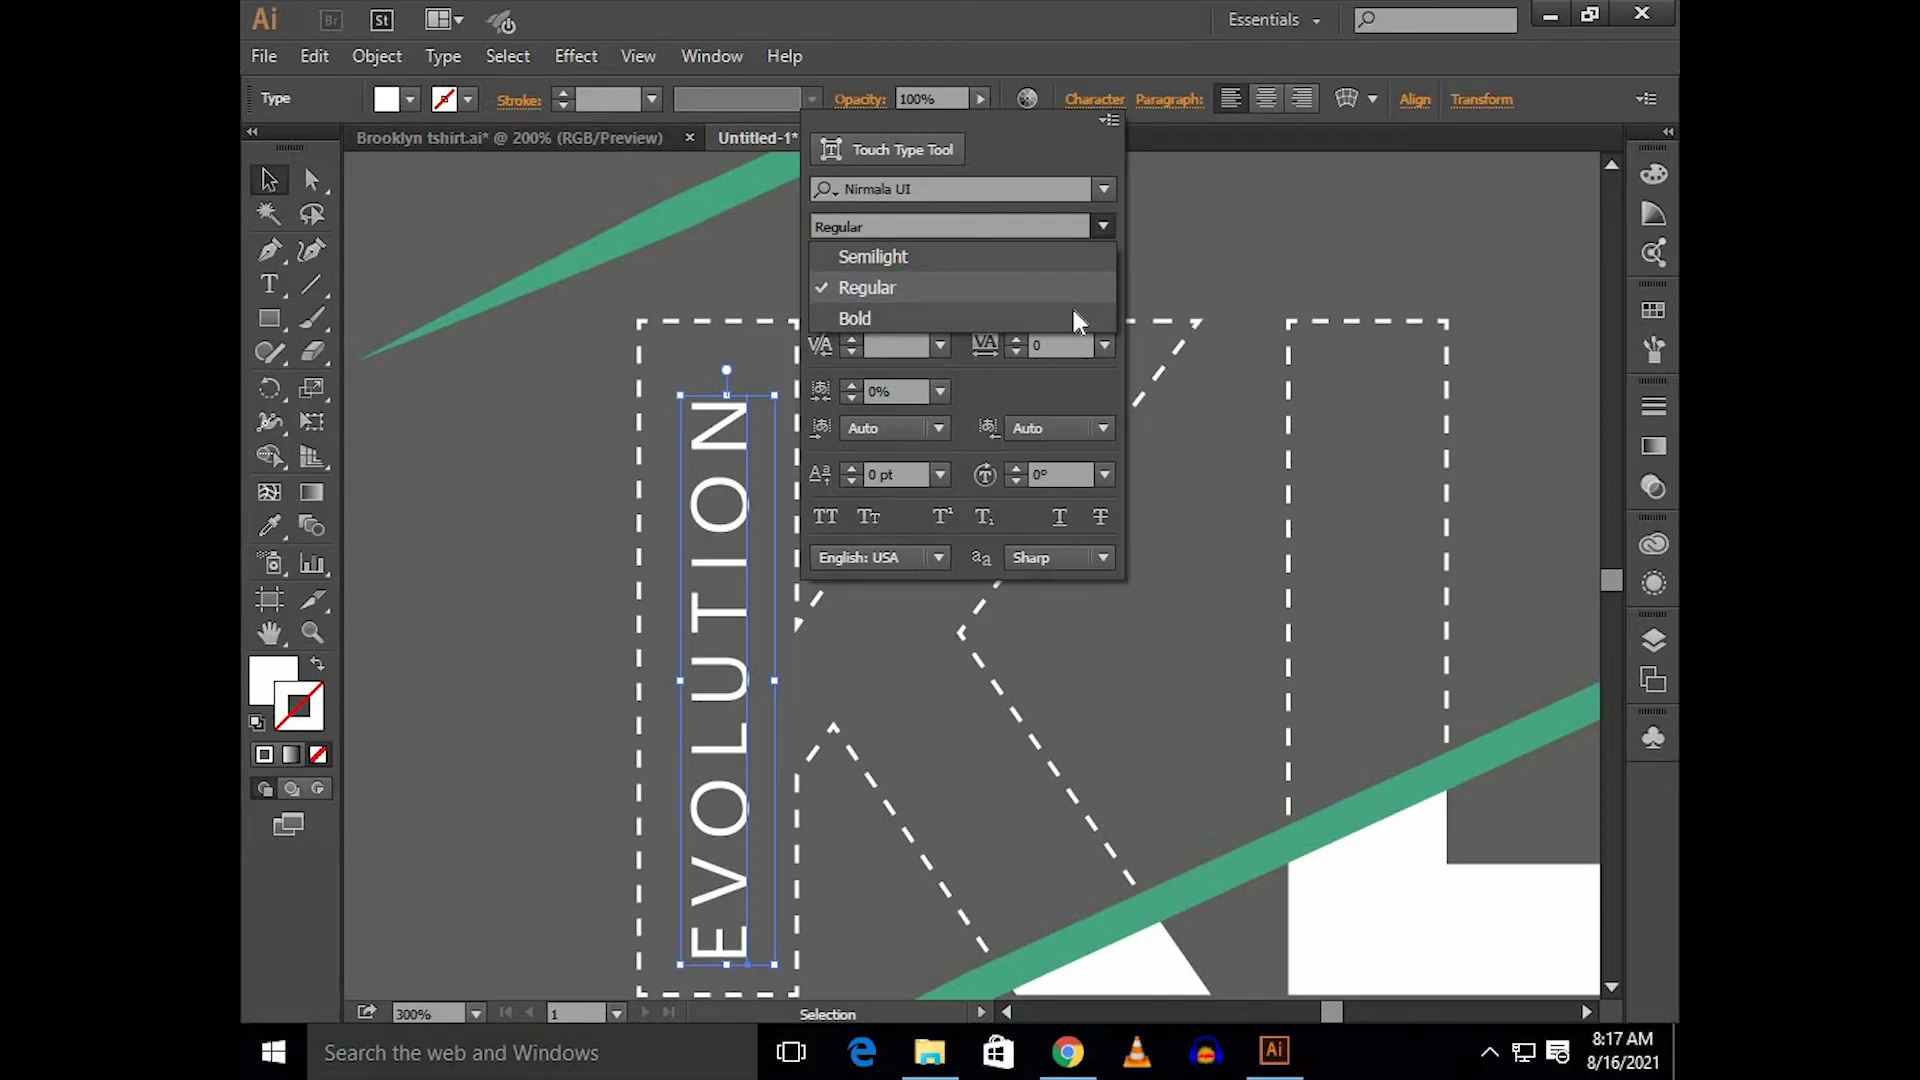 Ai Br St Essentials
File Edit Object Type Select Effect View Window Help
Type Stroke: Opacity: 100% Character Paragraph: Align Transform
Brooklyn tshirt.ai* @ 200% (RGB/Preview) × Untitled-1*
Touch Type Tool
Nirmala UI
Regular
Semilight
Regular
Bold
VA VA 0
0%
Auto Auto
0 pt 0°
TT Tt T¹ T₁ T T
English: USA aa Sharp
EVOLUTION
300% 1 Selection
Search the web and Windows
Ai
8:17 AM
8/16/2021